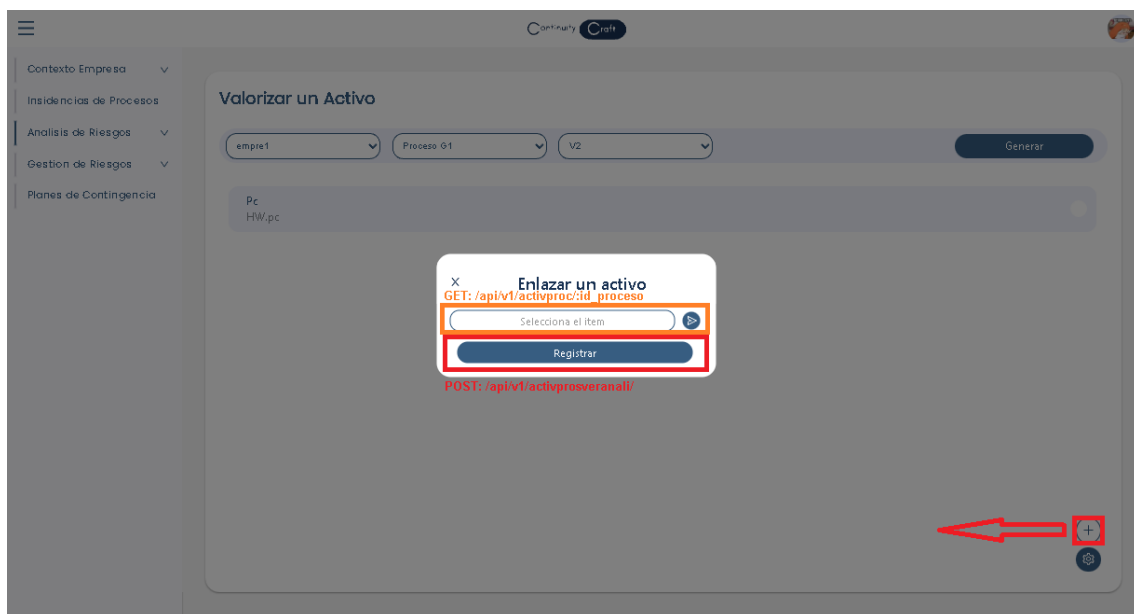 Continuity Craft
Contexto Empresa
Insidencias de Procesos
Analisis de Riesgos
Gestion de Riesgos
Planes de Contingencia
Valorizar un Activo
empre1 Proceso G1 V2 Generar
Pc
HW.pc
X Enlazar un activo
GET: /api/v1/activproc/:id_proceso
Selecciona el item
Registrar
POST: /api/v1/activprosveranali/